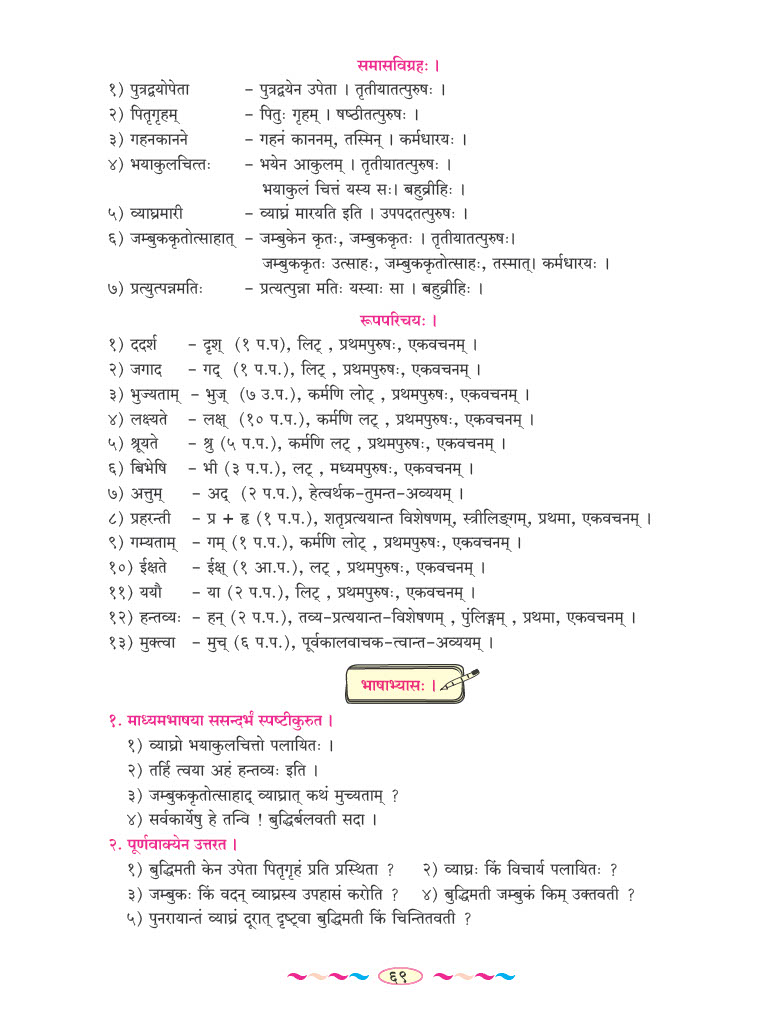 समासविग्रहः ।
१) पुत्रद्वयोपेता – पुत्रद्वयेन उपेता । तृतीयातत्पुरुषः ।
२) पितृगृहम् – पितुः गृहम् । षष्ठीतत्पुरुषः ।
३) गहनकानने – गहनं काननम्, तस्मिन् । कर्मधारयः ।
४) भयाकुलचित्तः – भयेन आकुलम् । तृतीयातत्पुरुषः ।
भयाकुलं चित्तं यस्य सः। बहुव्रीहिः ।
५) व्याघ्रमारी – व्याघ्रं मारयति इति । उपपदतत्पुरुषः ।
६) जम्बुककृतोत्साहात् – जम्बुकेन कृतः, जम्बुककृतः । तृतीयातत्पुरुषः।
जम्बुककृतः उत्साहः, जम्बुककृतोत्साहः, तस्मात्। कर्मधारयः ।
७) प्रत्युत्पन्नमतिः – प्रत्यत्पुन्ना मतिः यस्याः सा । बहुव्रीहिः ।
रूपपरिचयः ।
१) ददर्श – दृश् (१ प.प), लिट् , प्रथमपुरुषः, एकवचनम् ।
२) जगाद – गद् (१ प.प.), लिट् , प्रथमपुरुषः, एकवचनम् ।
३) भुज्यताम् – भुज् (७ उ.प.), कर्मणि लोट् , प्रथमपुरुषः, एकवचनम् ।
४) लक्ष्यते – लक्ष् (१० प.प.), कर्मणि लट् , प्रथमपुरुषः, एकवचनम् ।
५) श्रूयते – श्रु (५ प.प.), कर्मणि लट् , प्रथमपुरुषः, एकवचनम् ।
६) बिभेषि – भी (३ प.प.), लट् , मध्यमपुरुषः, एकवचनम् ।
७) अत्तुम् – अद् (२ प.प.), हेत्वर्थक-तुमन्त-अव्ययम् ।
८) प्रहरन्ती – प्र + हृ (१ प.प.), शतृप्रत्ययान्त विशेषणम्, स्त्रीलिङ्गम्, प्रथमा, एकवचनम् ।
९) गम्यताम् – गम् (१ प.प.), कर्मणि लोट् , प्रथमपुरुषः, एकवचनम् ।
१०) ईक्षते – ईक्ष् (१ आ.प.), लट् , प्रथमपुरुषः, एकवचनम् ।
११) ययौ – या (२ प.प.), लिट् , प्रथमपुरुषः, एकवचनम् ।
१२) हन्तव्यः – हन् (२ प.प.), तव्य-प्रत्ययान्त-विशेषणम् , पुंलिङ्गम् , प्रथमा, एकवचनम् ।
१३) मुक्त्वा – मुच् (६ प.प.), पूर्वकालवाचक-त्वान्त-अव्ययम् ।
भाषाभ्यासः ।
१. माध्यमभाषया ससन्दर्भं स्पष्टीकुरुत ।
१) व्याघ्रो भयाकुलचित्तो पलायितः ।
२) तर्हि त्वया अहं हन्तव्यः इति ।
३) जम्बुककृतोत्साहाद् व्याघ्रात् कथं मुच्यताम् ?
४) सर्वकार्येषु हे तन्वि ! बुद्धिर्बलवती सदा ।
२. पूर्णवाक्येन उत्तरत ।
१) बुद्धिमती केन उपेता पितृगृहं प्रति प्रस्थिता ? २) व्याघ्रः किं विचार्य पलायितः ?
३) जम्बुकः किं वदन् व्याघ्रस्य उपहासं करोति ? ४) बुद्धिमती जम्बुकं किम् उक्तवती ?
५) पुनरायान्तं व्याघ्रं दूरात् दृष्ट्वा बुद्धिमती किं चिन्तितवती ?
६९